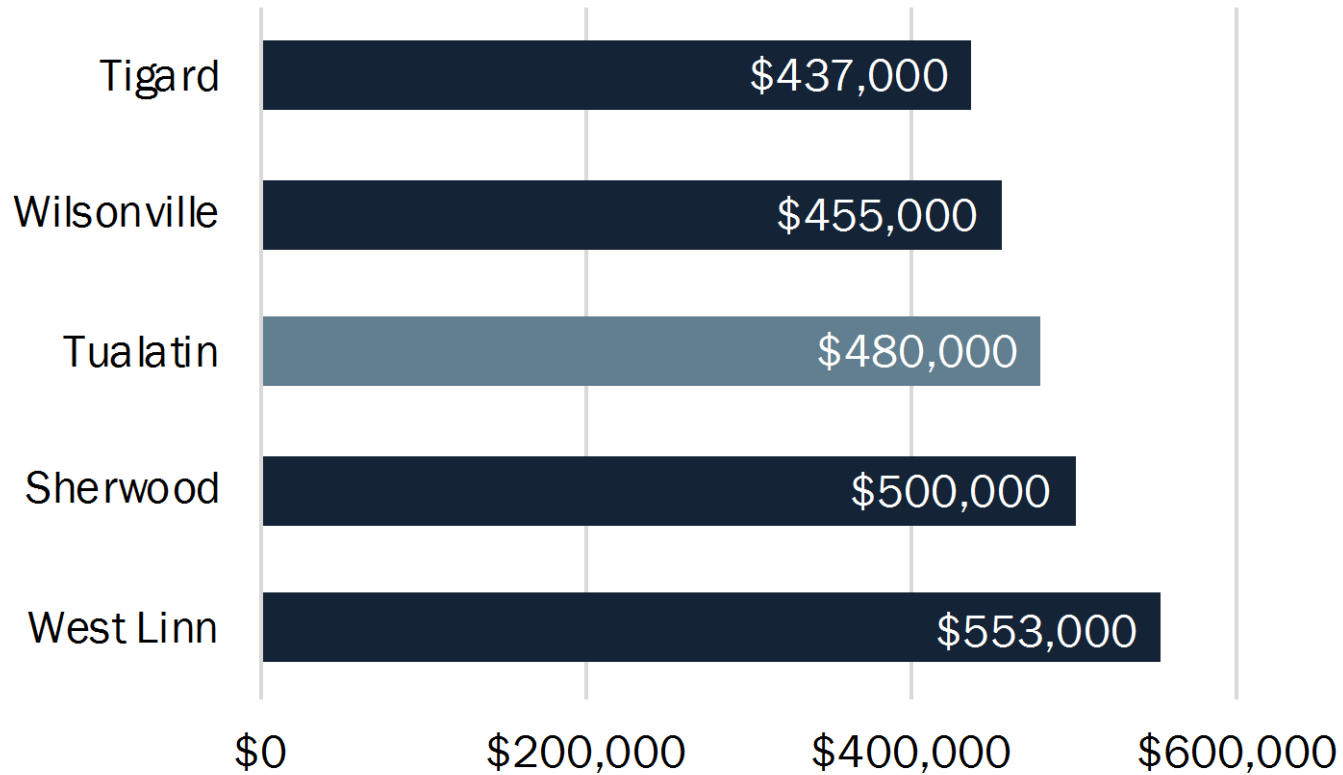 Tigard $437,000
Wilsonville $455,000
Tualatin $480,000
Sherwood $500,000
West Linn $553,000
$0 $200,000 $400,000 $600,000